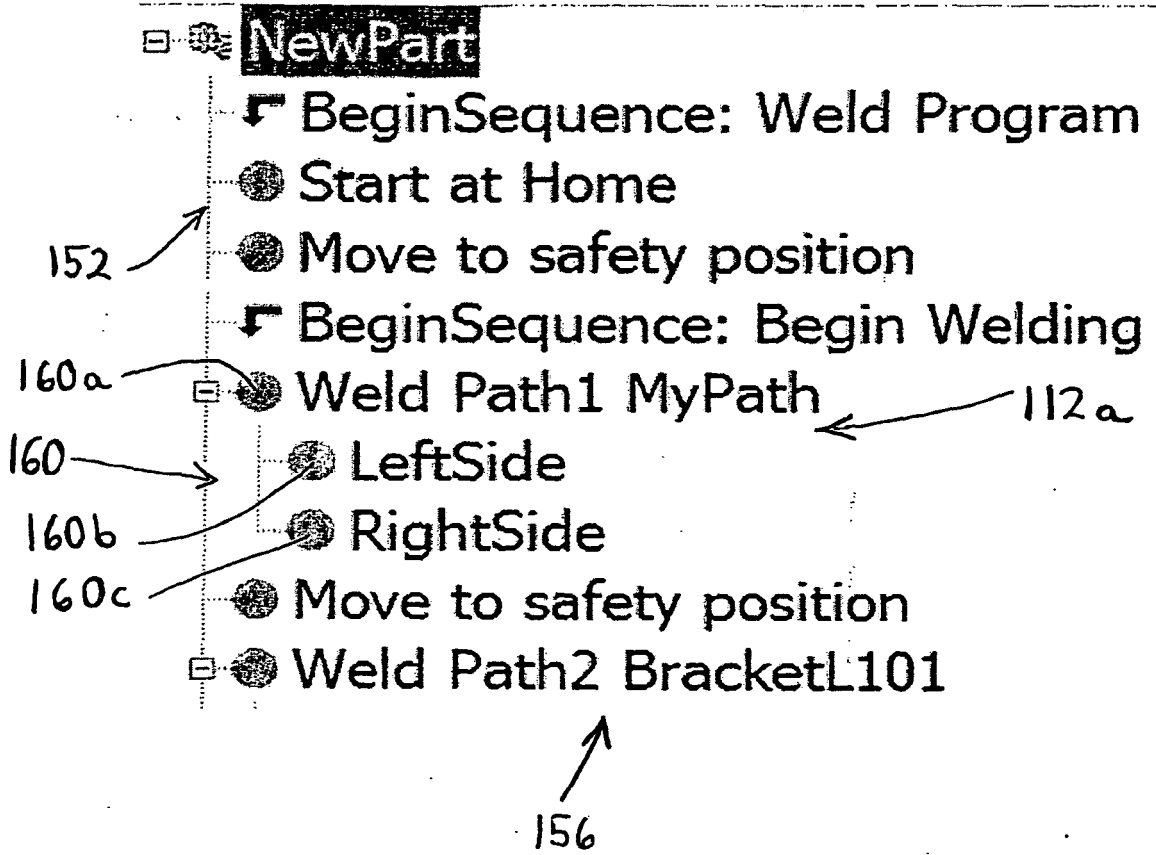 NewPart
BeginSequence: Weld Program
Start at Home
152
Move to safety position
BeginSequence: Begin Welding
160a
Weld Path1 MyPath
112a
160
LeftSide
160b
RightSide
160c
Move to safety position
Weld Path2 BracketL101
156